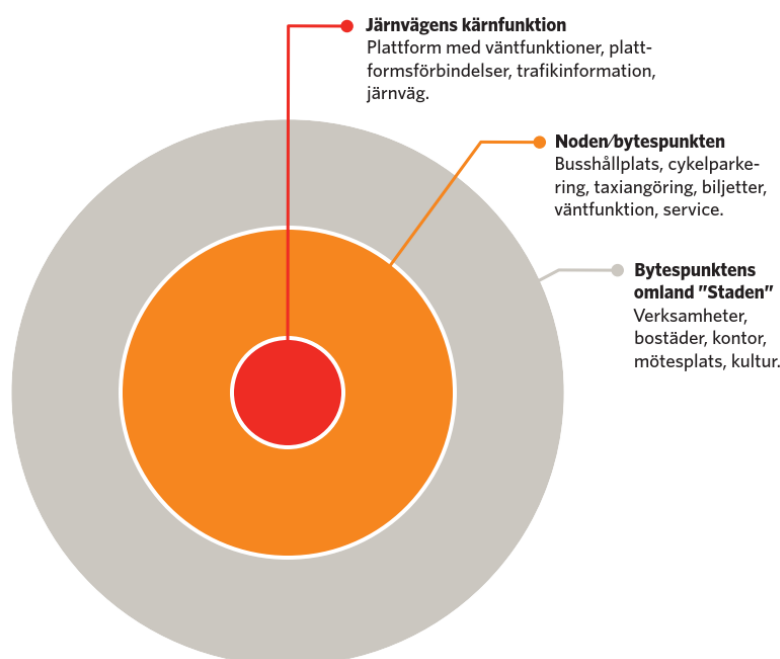 Järnvägens kärnfunktion
Plattform med väntfunktioner, platt-
formsförbindelser, trafikinformation,
järnväg.
Noden/bytespunkten
Busshållplats, cykelparke-
ring, taxiangöring, biljetter,
väntfunktion, service.
Bytespunktens
omland "Staden"
Verksamheter,
bostäder, kontor,
mötesplats, kultur.